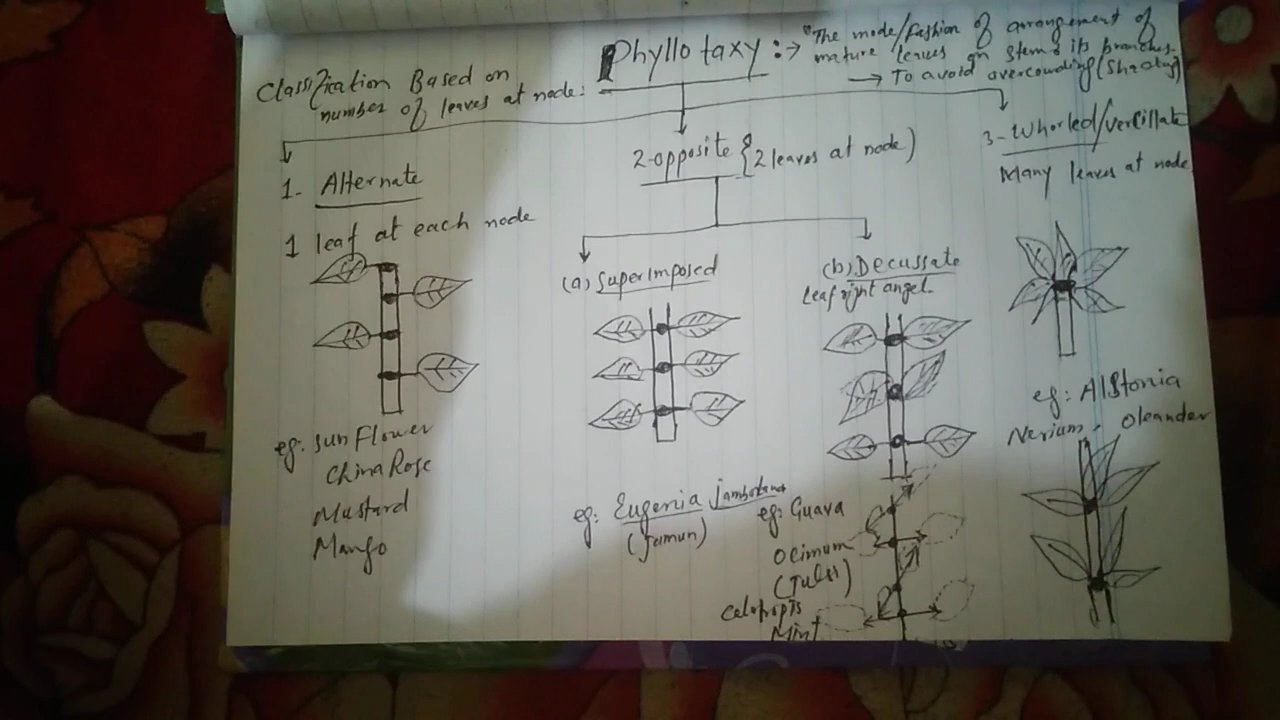 Phyllotaxy :→ "The mode/fashion of arrangement of
mature leaves on stem & its branches.
→ To avoid overcouding (Shading)
Classification Based on
number of leaves at node:
1- Alternate
1 leaf at each node
eg: Sun Flower
China Rose
Mustard
Mango
2-opposite {2 leaves at node)
(a) SuperImposed
eg: Eugenia jambolana
(Jamun)
(b) Decussate
Leaf right angel.
eg: Guava
Ocimum
(Tulsi)
Calotropis
Mint
3-Whorled/verticillate
Many leaves at node
eg: Alstonia
Nerium, Oleander